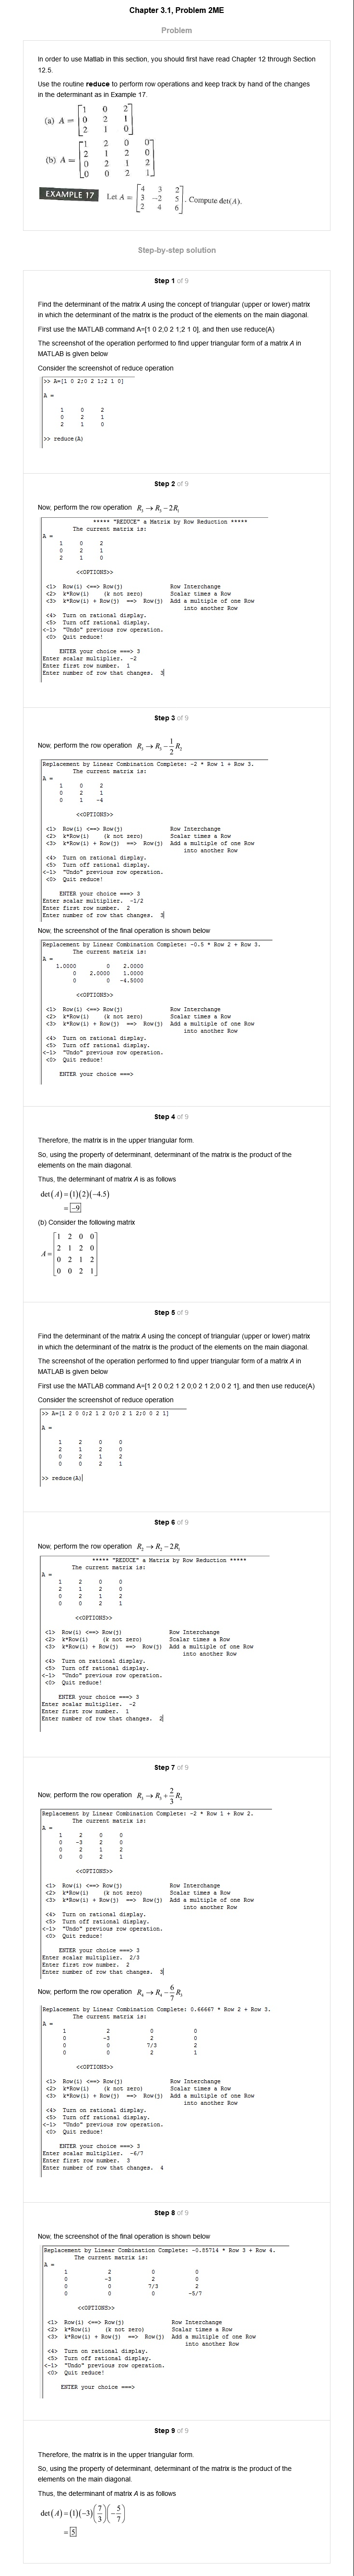 Chapter 3.1, Problem 2ME
Problem
In order to use Matlab in this section, you should first have read Chapter 12 through Section
12.5.
Use the routine reduce to perform row operations and keep track by hand of the changes
in the determinant as in Example 17.
(a) A = [1 0 2
0 2 1
2 1 0]
(b) A = [1 2 0 0
2 1 2 0
0 2 1 2
0 0 2 1]
EXAMPLE 17 Let A = [4 3 2
3 -2 5
2 4 6]. Compute det(A).
Step-by-step solution
Step 1 of 9
Find the determinant of the matrix A using the concept of triangular (upper or lower) matrix
in which the determinant of the matrix is the product of the elements on the main diagonal.
First use the MATLAB command A=[1 0 2;0 2 1;2 1 0], and then use reduce(A)
The screenshot of the operation performed to find upper triangular form of a matrix A in
MATLAB is given below
Consider the screenshot of reduce operation
>> A=[1 0 2;0 2 1;2 1 0]
A =
1 0 2
0 2 1
2 1 0
>> reduce(A)
Step 2 of 9
Now, perform the row operation R₃ → R₃ − 2R₁
***** "REDUCE" a Matrix by Row Reduction *****
The current matrix is:
A =
1 0 2
0 2 1
2 1 0
<<OPTIONS>>
<1> Row(i) <==> Row(j) Row Interchange
<2> k*Row(i) (k not zero) Scalar times a Row
<3> k*Row(i) + Row(j) ==> Row(j) Add a multiple of one Row
into another Row
<4> Turn on rational display.
<5> Turn off rational display.
<-1> "Undo" previous row operation.
<0> Quit reduce!
ENTER your choice ===> 3
Enter scalar multiplier. -2
Enter first row number. 1
Enter number of row that changes. 3
Step 3 of 9
Now, perform the row operation R₃ → R₃ − 1/2 R₂
Replacement by Linear Combination Complete: -2 * Row 1 + Row 3.
The current matrix is:
A =
1 0 2
0 2 1
0 1 -4
<<OPTIONS>>
<1> Row(i) <==> Row(j) Row Interchange
<2> k*Row(i) (k not zero) Scalar times a Row
<3> k*Row(i) + Row(j) ==> Row(j) Add a multiple of one Row
into another Row
<4> Turn on rational display.
<5> Turn off rational display.
<-1> "Undo" previous row operation.
<0> Quit reduce!
ENTER your choice ===> 3
Enter scalar multiplier. -1/2
Enter first row number. 2
Enter number of row that changes. 3
Now, the screenshot of the final operation is shown below
Replacement by Linear Combination Complete: -0.5 * Row 2 + Row 3.
The current matrix is:
A =
1.0000 0 2.0000
0 2.0000 1.0000
0 0 -4.5000
<<OPTIONS>>
<1> Row(i) <==> Row(j) Row Interchange
<2> k*Row(i) (k not zero) Scalar times a Row
<3> k*Row(i) + Row(j) ==> Row(j) Add a multiple of one Row
into another Row
<4> Turn on rational display.
<5> Turn off rational display.
<-1> "Undo" previous row operation.
<0> Quit reduce!
ENTER your choice ===>
Step 4 of 9
Therefore, the matrix is in the upper triangular form.
So, using the property of determinant, determinant of the matrix is the product of the
elements on the main diagonal.
Thus, the determinant of matrix A is as follows
det(A) = (1)(2)(−4.5)
= −9
(b) Consider the following matrix
A = [1 2 0 0
2 1 2 0
0 2 1 2
0 0 2 1]
Step 5 of 9
Find the determinant of the matrix A using the concept of triangular (upper or lower) matrix
in which the determinant of the matrix is the product of the elements on the main diagonal.
The screenshot of the operation performed to find upper triangular form of a matrix A in
MATLAB is given below
First use the MATLAB command A=[1 2 0 0;2 1 2 0;0 2 1 2;0 0 2 1], and then use reduce(A)
Consider the screenshot of reduce operation
>> A=[1 2 0 0;2 1 2 0;0 2 1 2;0 0 2 1]
A =
1 2 0 0
2 1 2 0
0 2 1 2
0 0 2 1
>> reduce(A)
Step 6 of 9
Now, perform the row operation R₂ → R₂ − 2R₁
***** "REDUCE" a Matrix by Row Reduction *****
The current matrix is:
A =
1 2 0 0
2 1 2 0
0 2 1 2
0 0 2 1
<<OPTIONS>>
<1> Row(i) <==> Row(j) Row Interchange
<2> k*Row(i) (k not zero) Scalar times a Row
<3> k*Row(i) + Row(j) ==> Row(j) Add a multiple of one Row
into another Row
<4> Turn on rational display.
<5> Turn off rational display.
<-1> "Undo" previous row operation.
<0> Quit reduce!
ENTER your choice ===> 3
Enter scalar multiplier. -2
Enter first row number. 1
Enter number of row that changes. 2
Step 7 of 9
Now, perform the row operation R₃ → R₃ + 2/3 R₂
Replacement by Linear Combination Complete: -2 * Row 1 + Row 2.
The current matrix is:
A =
1 2 0 0
0 -3 2 0
0 2 1 2
0 0 2 1
<<OPTIONS>>
<1> Row(i) <==> Row(j) Row Interchange
<2> k*Row(i) (k not zero) Scalar times a Row
<3> k*Row(i) + Row(j) ==> Row(j) Add a multiple of one Row
into another Row
<4> Turn on rational display.
<5> Turn off rational display.
<-1> "Undo" previous row operation.
<0> Quit reduce!
ENTER your choice ===> 3
Enter scalar multiplier. 2/3
Enter first row number. 2
Enter number of row that changes. 3
Now, perform the row operation R₄ → R₄ − 6/7 R₃
Replacement by Linear Combination Complete: 0.66667 * Row 2 + Row 3.
The current matrix is:
A =
1 2 0 0
0 -3 2 0
0 0 7/3 2
0 0 2 1
<<OPTIONS>>
<1> Row(i) <==> Row(j) Row Interchange
<2> k*Row(i) (k not zero) Scalar times a Row
<3> k*Row(i) + Row(j) ==> Row(j) Add a multiple of one Row
into another Row
<4> Turn on rational display.
<5> Turn off rational display.
<-1> "Undo" previous row operation.
<0> Quit reduce!
ENTER your choice ===> 3
Enter scalar multiplier. -6/7
Enter first row number. 3
Enter number of row that changes. 4
Step 8 of 9
Now, the screenshot of the final operation is shown below
Replacement by Linear Combination Complete: -0.85714 * Row 3 + Row 4.
The current matrix is:
A =
1 2 0 0
0 -3 2 0
0 0 7/3 2
0 0 0 -5/7
<<OPTIONS>>
<1> Row(i) <==> Row(j) Row Interchange
<2> k*Row(i) (k not zero) Scalar times a Row
<3> k*Row(i) + Row(j) ==> Row(j) Add a multiple of one Row
into another Row
<4> Turn on rational display.
<5> Turn off rational display.
<-1> "Undo" previous row operation.
<0> Quit reduce!
ENTER your choice ===>
Step 9 of 9
Therefore, the matrix is in the upper triangular form.
So, using the property of determinant, determinant of the matrix is the product of the
elements on the main diagonal.
Thus, the determinant of matrix A is as follows
det(A) = (1)(−3)(7/3)(−5/7)
= 5